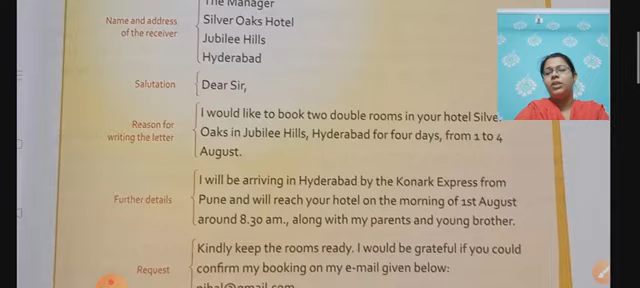 The Manager
Name and address
of the receiver
Silver Oaks Hotel
Jubilee Hills
Hyderabad
Salutation
Dear Sir,
Reason for
writing the letter
I would like to book two double rooms in your hotel Silver
Oaks in Jubilee Hills, Hyderabad for four days, from 1 to 4
August.
Further details
I will be arriving in Hyderabad by the Konark Express from
Pune and will reach your hotel on the morning of 1st August
around 8.30 am., along with my parents and young brother.
Request
Kindly keep the rooms ready. I would be grateful if you could
confirm my booking on my e-mail given below: